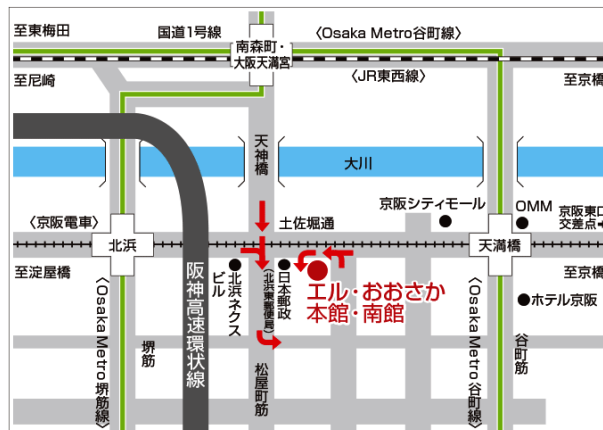 至東梅田
国道1号線
〈Osaka Metro谷町線〉
南森町・
大阪天満宮
至尼崎
〈JR東西線〉
至京橋
天神橋
大川
京阪シティモール
OMM
京阪東口
交差点
〈京阪電車〉
北浜
土佐堀通
天満橋
至淀屋橋
至京橋
阪神高速環状線
北浜ネクス
ビル
日本郵政
(北浜東郵便局)
エル・おおさか
本館・南館
ホテル京阪
〈Osaka Metro堺筋線〉
堺筋
松屋町筋
〈Osaka Metro谷町線〉
谷町筋